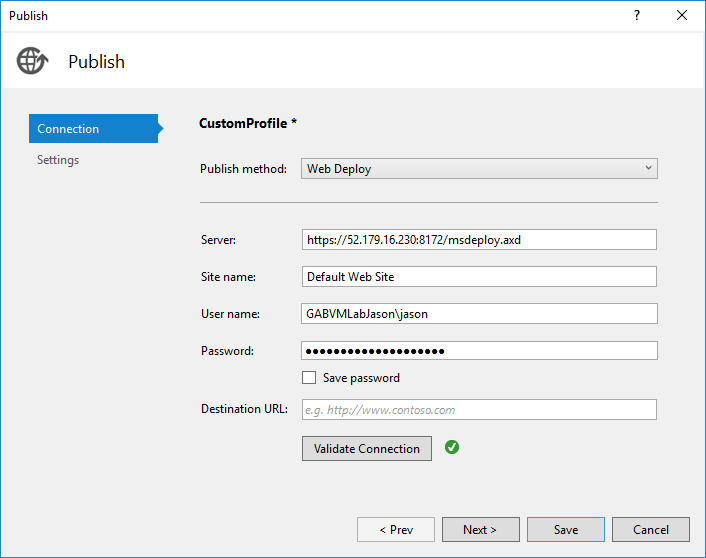 Publish
Publish
Connection
Settings
CustomProfile *
Publish method: Web Deploy
Server: https://52.179.16.230:8172/msdeploy.axd
Site name: Default Web Site
User name: GABVMLabJason\jason
Password: ●●●●●●●●●●●●●●●●●●●●
Save password
Destination URL: e.g. http://www.contoso.com
Validate Connection
< Prev Next > Save Cancel